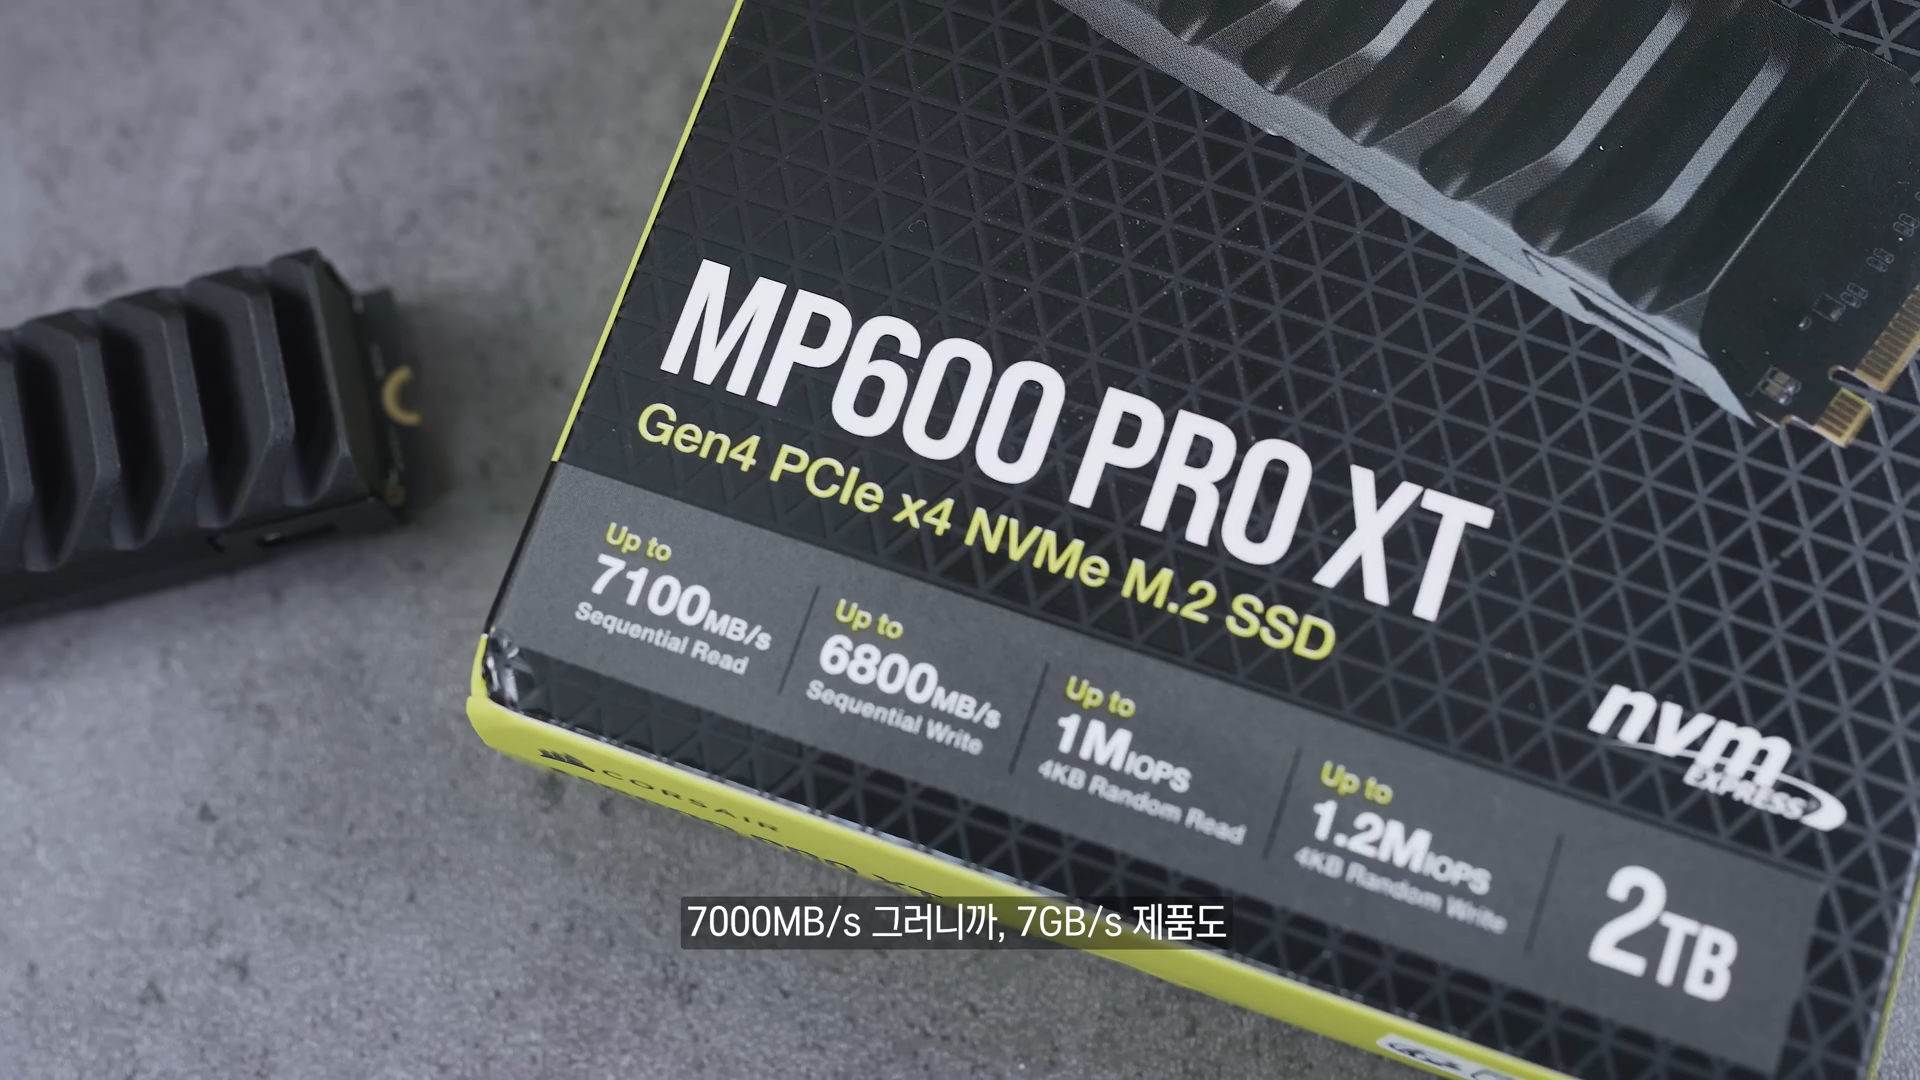 MP600 PRO XT
Gen4 PCIe x4 NVMe M.2 SSD
Up to
7100MB/s
Sequential Read
Up to
6800MB/s
Sequential Write
Up to
1MIOPS
4KB Random Read
Up to
1.2MIOPS
4KB Random Write
2TB
nvm
EXPRESS
CORSAIR
PRO XT
7000MB/s 그러니까, 7GB/s 제품도